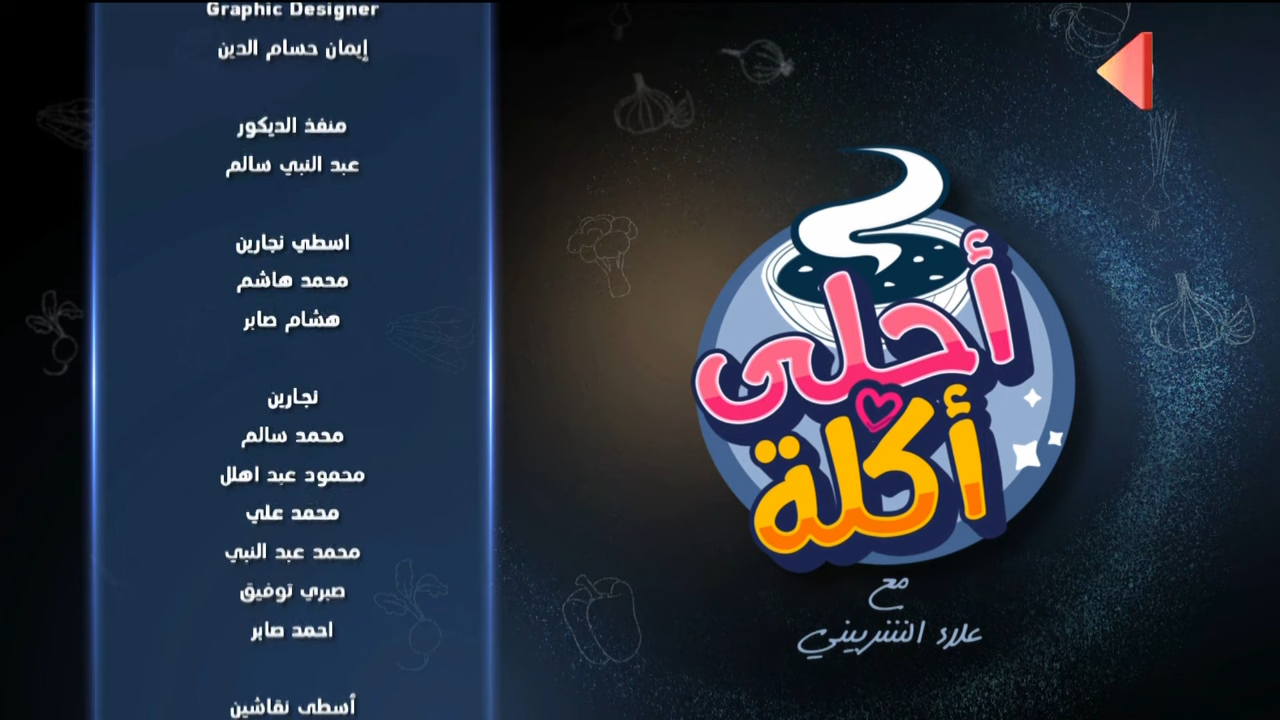 Graphic Designer
إيمان حسام الدين
منفذ الديكور
عبد النبي سالم
اسطي نجارين
محمد هاشم
هشام صابر
نجارين
محمد سالم
محمود عبد اهلل
محمد علي
محمد عبد النبي
صبري توفيق
احمد صابر
أسطى نقاشين
أحلى
أكلة
مع
علاء الشربيني